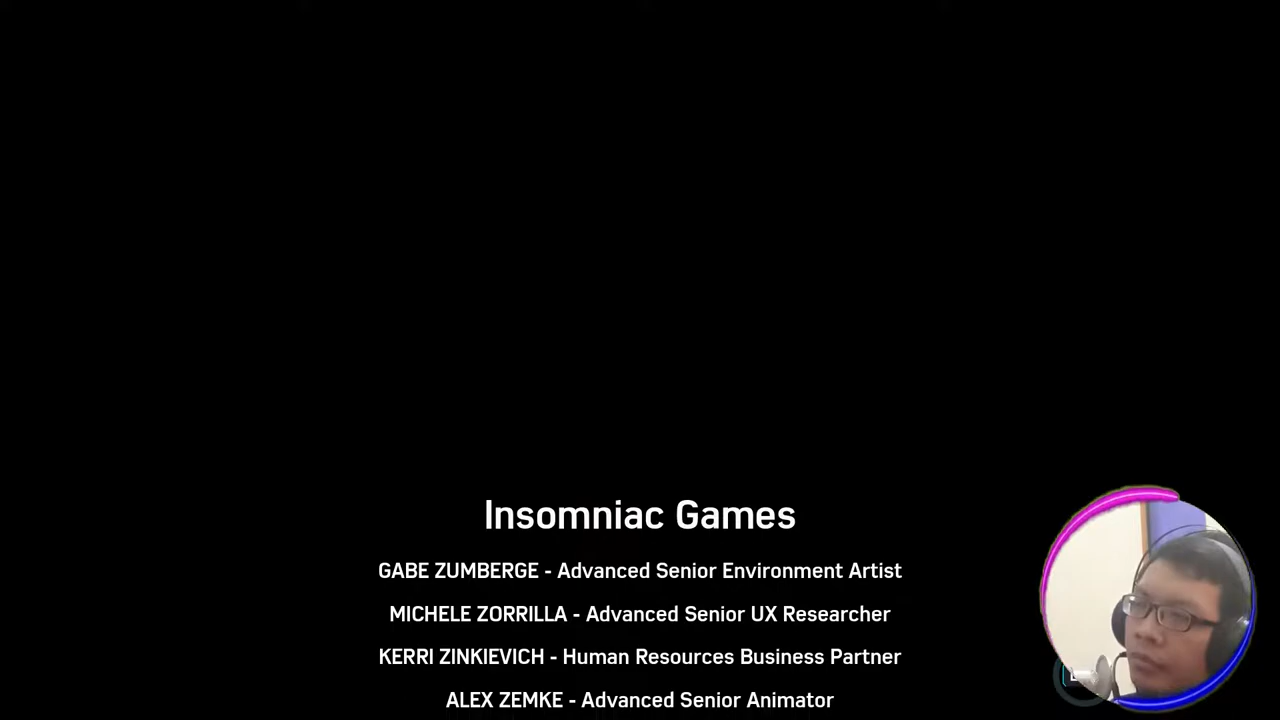 Insomniac Games
GABE ZUMBERGE - Advanced Senior Environment Artist
MICHELE ZORRILLA - Advanced Senior UX Researcher
KERRI ZINKIEVICH - Human Resources Business Partner
ALEX ZEMKE - Advanced Senior Animator